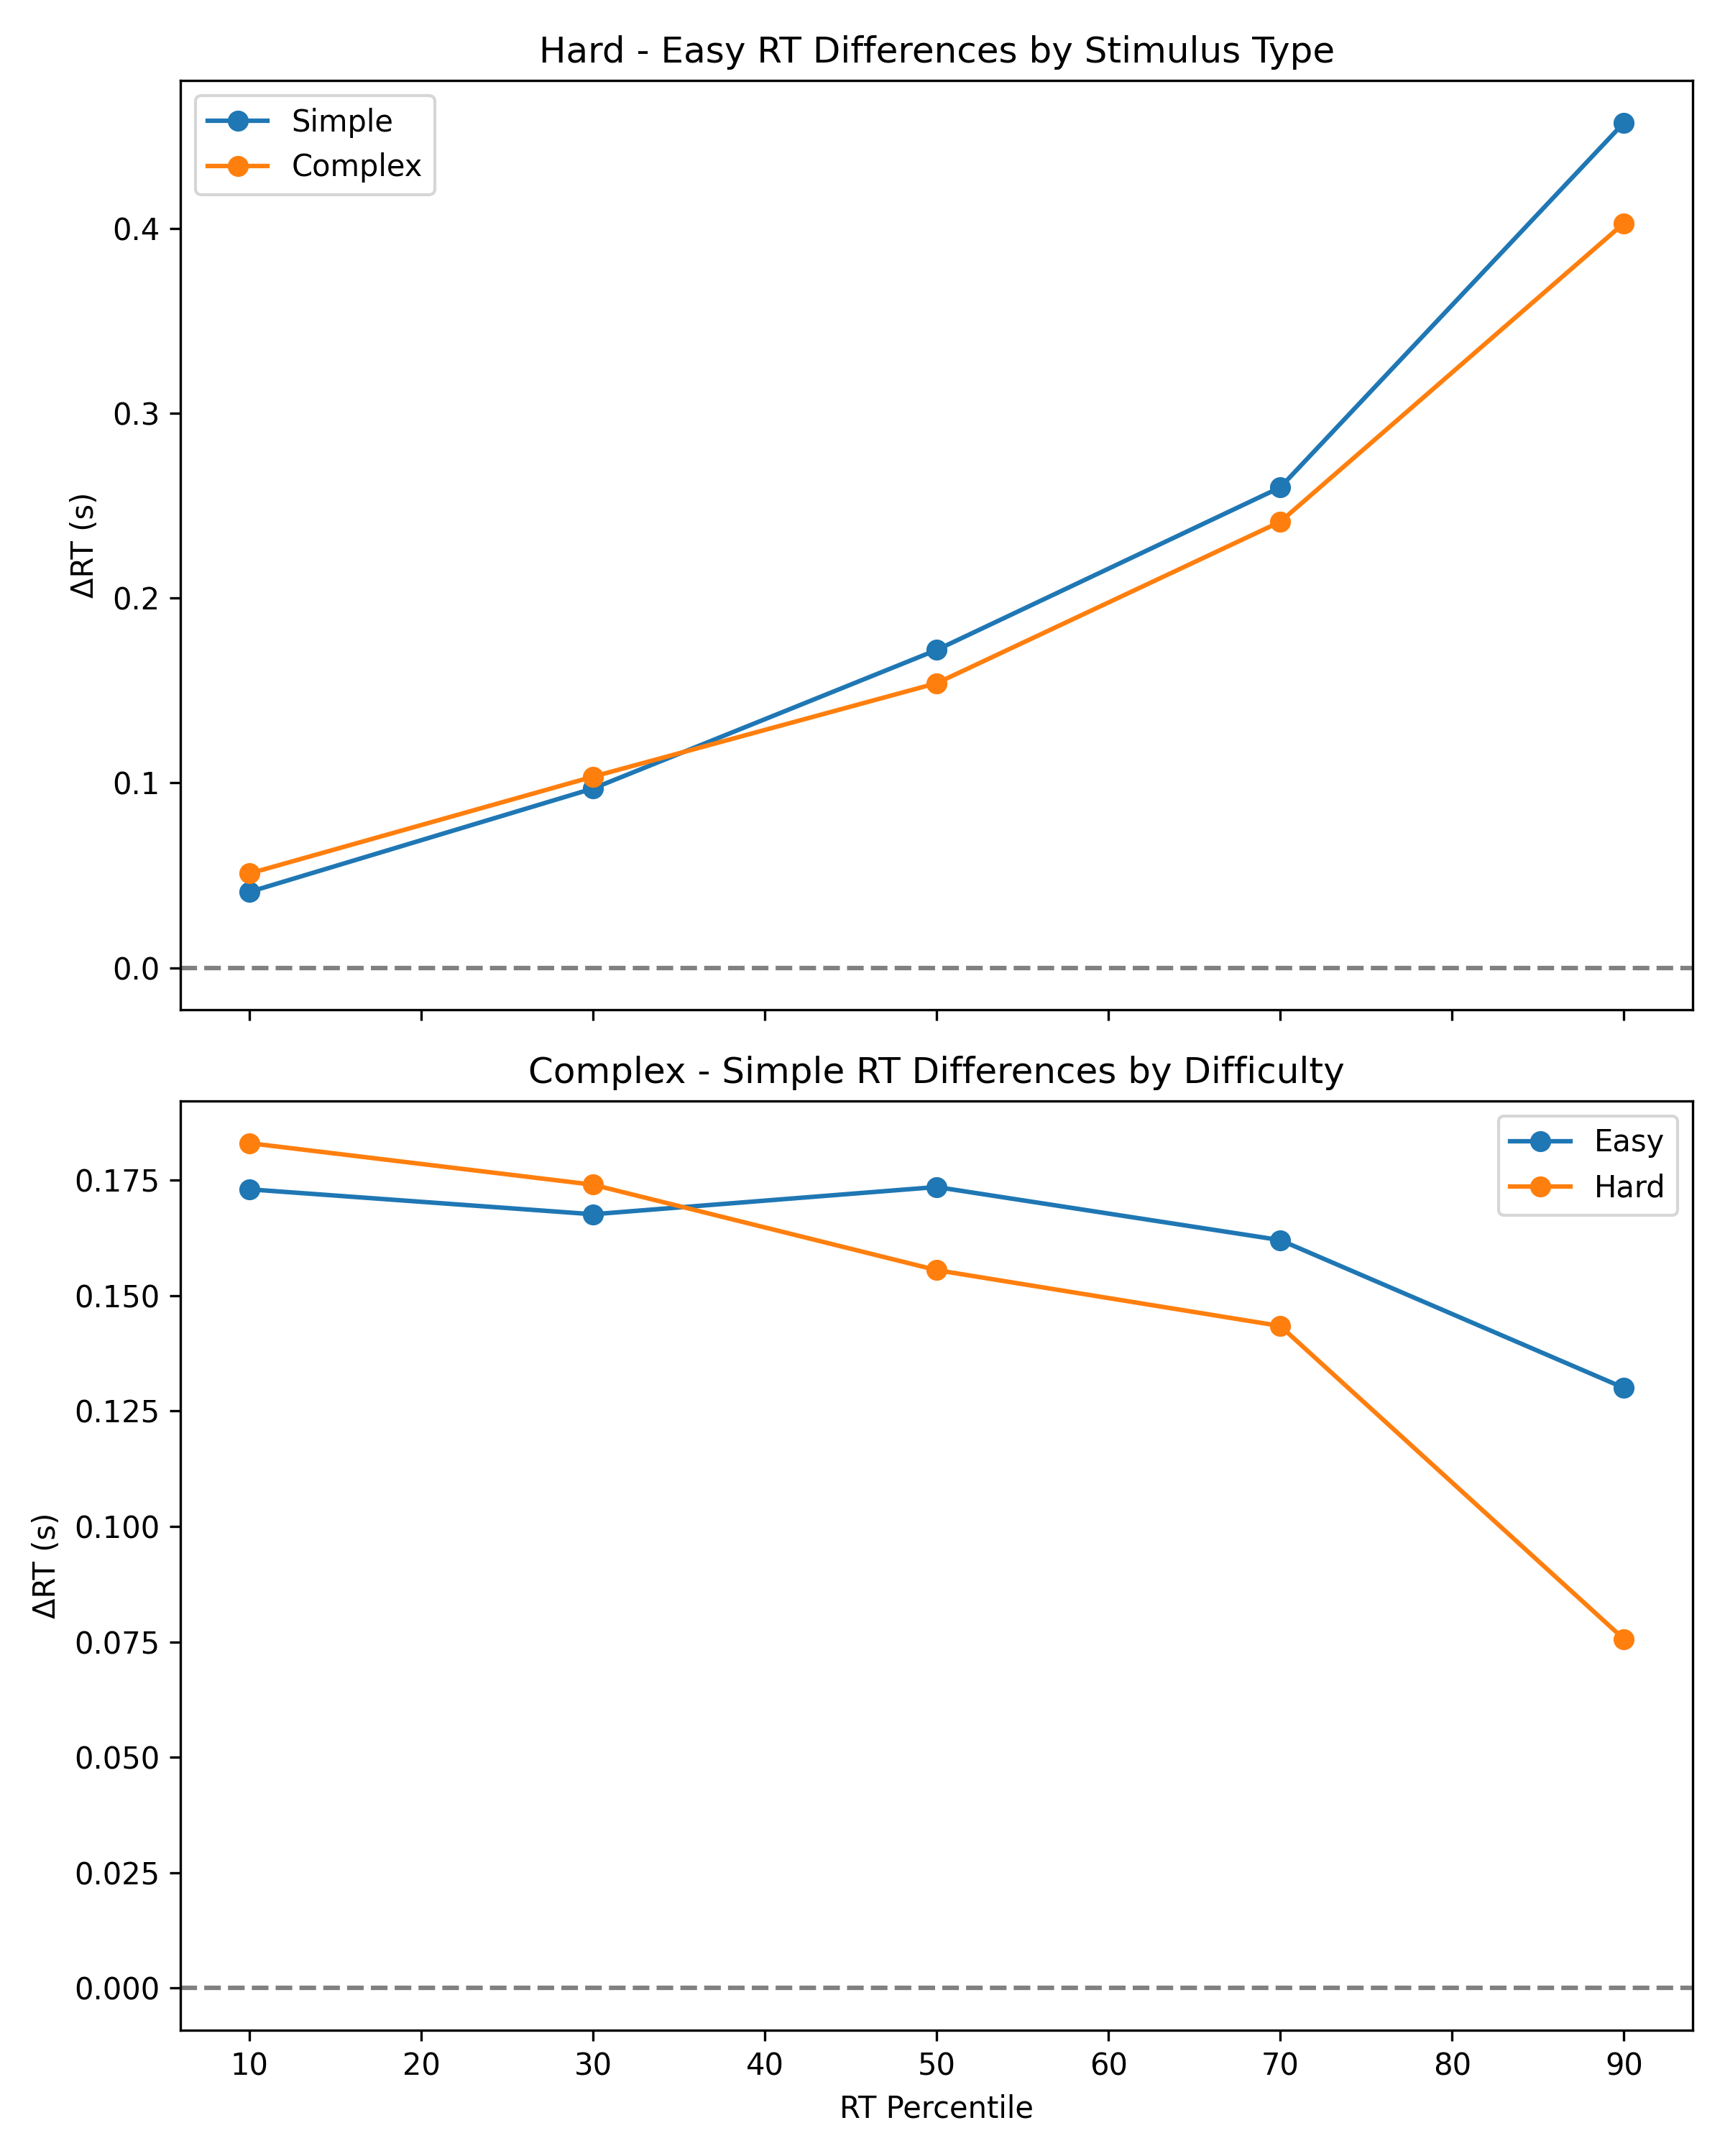 Hard - Easy RT Differences by Stimulus Type
Simple
Complex
0.4
0.3
0.2
0.1
0.0
ΔRT (s)
Complex - Simple RT Differences by Difficulty
Easy
Hard
0.175
0.150
0.125
0.100
0.075
0.050
0.025
0.000
ΔRT (s)
10 20 30 40 50 60 70 80 90
RT Percentile